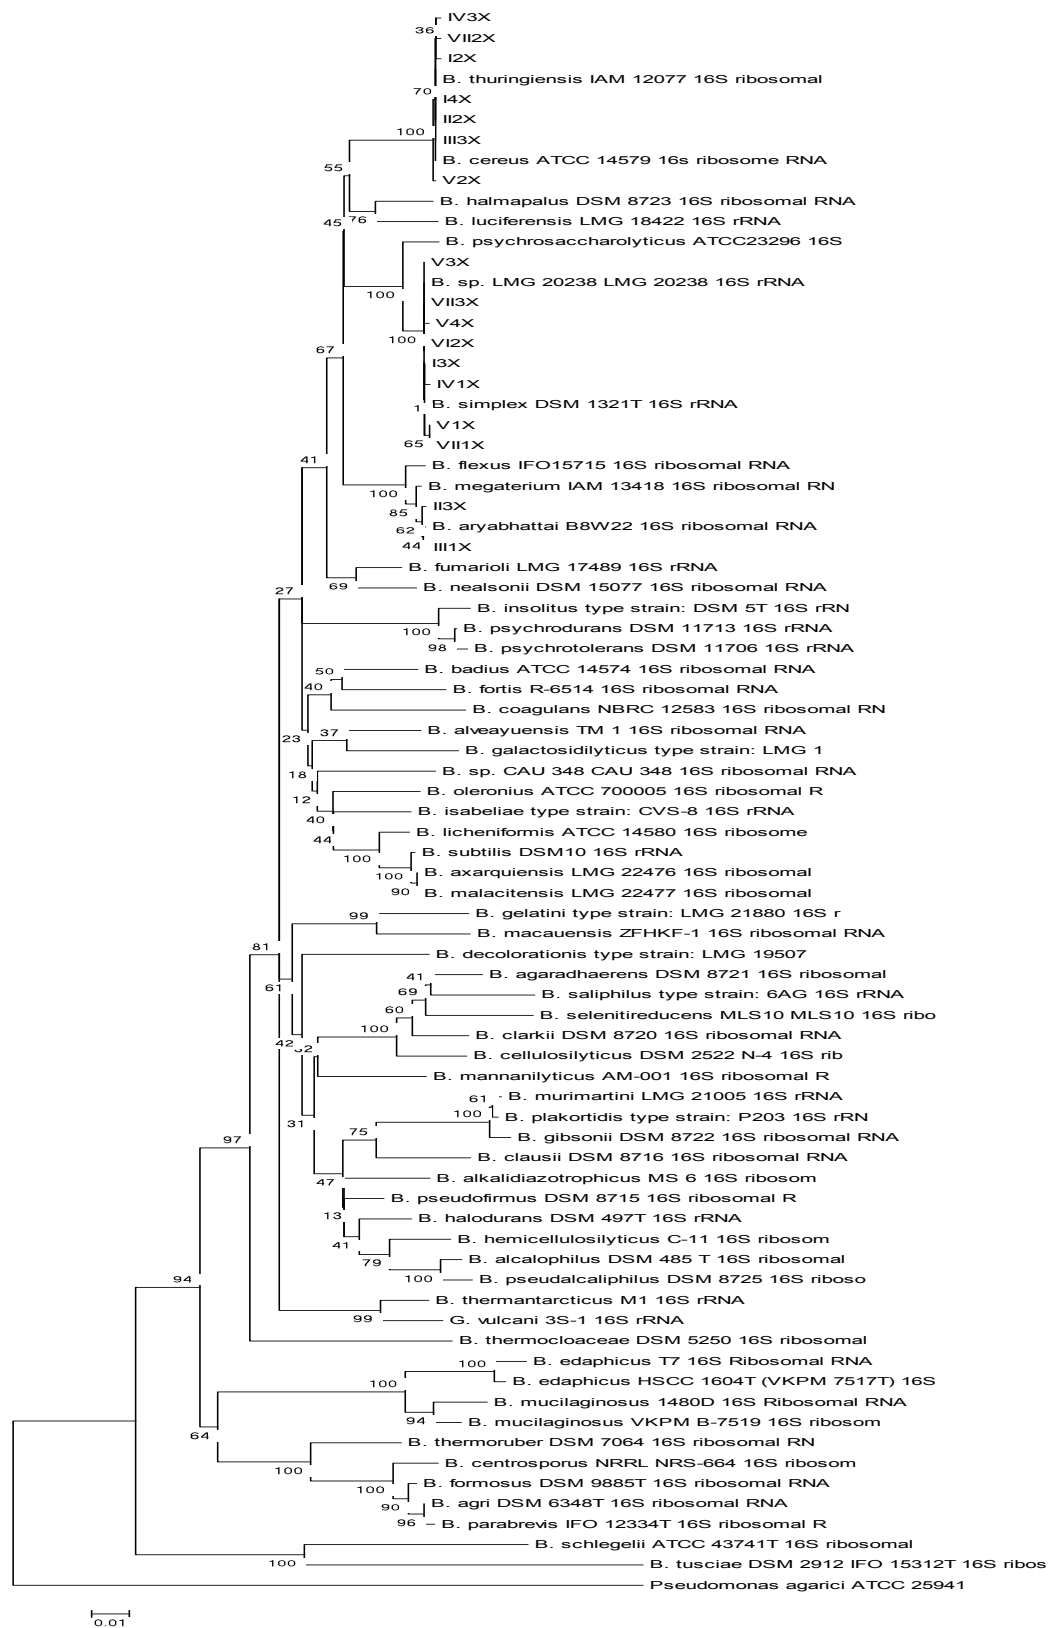 IV3X
36
VII2X
I2X
B. thuringiensis IAM 12077 16S ribosomal
70
I4X
II2X
100
III3X
B. cereus ATCC 14579 16s ribosome RNA
55
V2X
B. halmapalus DSM 8723 16S ribosomal RNA
45 76
B. luciferensis LMG 18422 16S rRNA
B. psychrosaccharolyticus ATCC23296 16S
V3X
B. sp. LMG 20238 LMG 20238 16S rRNA
100
VII3X
V4X
100
VI2X
67
I3X
IV1X
1
B. simplex DSM 1321T 16S rRNA
V1X
65
VII1X
41
B. flexus IFO15715 16S ribosomal RNA
B. megaterium IAM 13418 16S ribosomal RN
100
85
II3X
62
B. aryabhattai B8W22 16S ribosomal RNA
44
III1X
B. fumarioli LMG 17489 16S rRNA
69
B. nealsonii DSM 15077 16S ribosomal RNA
27
B. insolitus type strain: DSM 5T 16S rRN
100
B. psychrodurans DSM 11713 16S rRNA
98
B. psychrotolerans DSM 11706 16S rRNA
50
B. badius ATCC 14574 16S ribosomal RNA
40
B. fortis R-6514 16S ribosomal RNA
B. coagulans NBRC 12583 16S ribosomal RN
23 37
B. alveayuensis TM 1 16S ribosomal RNA
B. galactosidilyticus type strain: LMG 1
18
B. sp. CAU 348 CAU 348 16S ribosomal RNA
12
B. oleronius ATCC 700005 16S ribosomal R
40
B. isabeliae type strain: CVS-8 16S rRNA
44
B. licheniformis ATCC 14580 16S ribosome
100
B. subtilis DSM10 16S rRNA
100
B. axarquiensis LMG 22476 16S ribosomal
90
B. malacitensis LMG 22477 16S ribosomal
99
B. gelatini type strain: LMG 21880 16S r
B. macauensis ZFHKF-1 16S ribosomal RNA
81
B. decolorationis type strain: LMG 19507
61
41
B. agaradhaerens DSM 8721 16S ribosomal
69
B. saliphilus type strain: 6AG 16S rRNA
60
B. selenitireducens MLS10 MLS10 16S ribo
100
B. clarkii DSM 8720 16S ribosomal RNA
42
B. cellulosilyticus DSM 2522 N-4 16S rib
B. mannanilyticus AM-001 16S ribosomal R
61
B. murimartini LMG 21005 16S rRNA
100
B. plakortidis type strain: P203 16S rRN
31
75
B. gibsonii DSM 8722 16S ribosomal RNA
97
B. clausii DSM 8716 16S ribosomal RNA
47
B. alkalidiazotrophicus MS 6 16S ribosom
B. pseudofirmus DSM 8715 16S ribosomal R
13
B. halodurans DSM 497T 16S rRNA
41
B. hemicellulosilyticus C-11 16S ribosom
79
B. alcalophilus DSM 485 T 16S ribosomal
94
100
B. pseudalcaliphilus DSM 8725 16S riboso
B. thermantarcticus M1 16S rRNA
99
G. vulcani 3S-1 16S rRNA
B. thermocloaceae DSM 5250 16S ribosomal
100
B. edaphicus T7 16S Ribosomal RNA
100
B. edaphicus HSCC 1604T (VKPM 7517T) 16S
B. mucilaginosus 1480D 16S Ribosomal RNA
94
B. mucilaginosus VKPM B-7519 16S ribosom
64
B. thermoruber DSM 7064 16S ribosomal RN
100
B. centrosporus NRRL NRS-664 16S ribosom
100
B. formosus DSM 9885T 16S ribosomal RNA
90
B. agri DSM 6348T 16S ribosomal RNA
96
B. parabrevis IFO 12334T 16S ribosomal R
B. schlegelii ATCC 43741T 16S ribosomal
100
B. tusciae DSM 2912 IFO 15312T 16S ribos
Pseudomonas agarici ATCC 25941
0.01